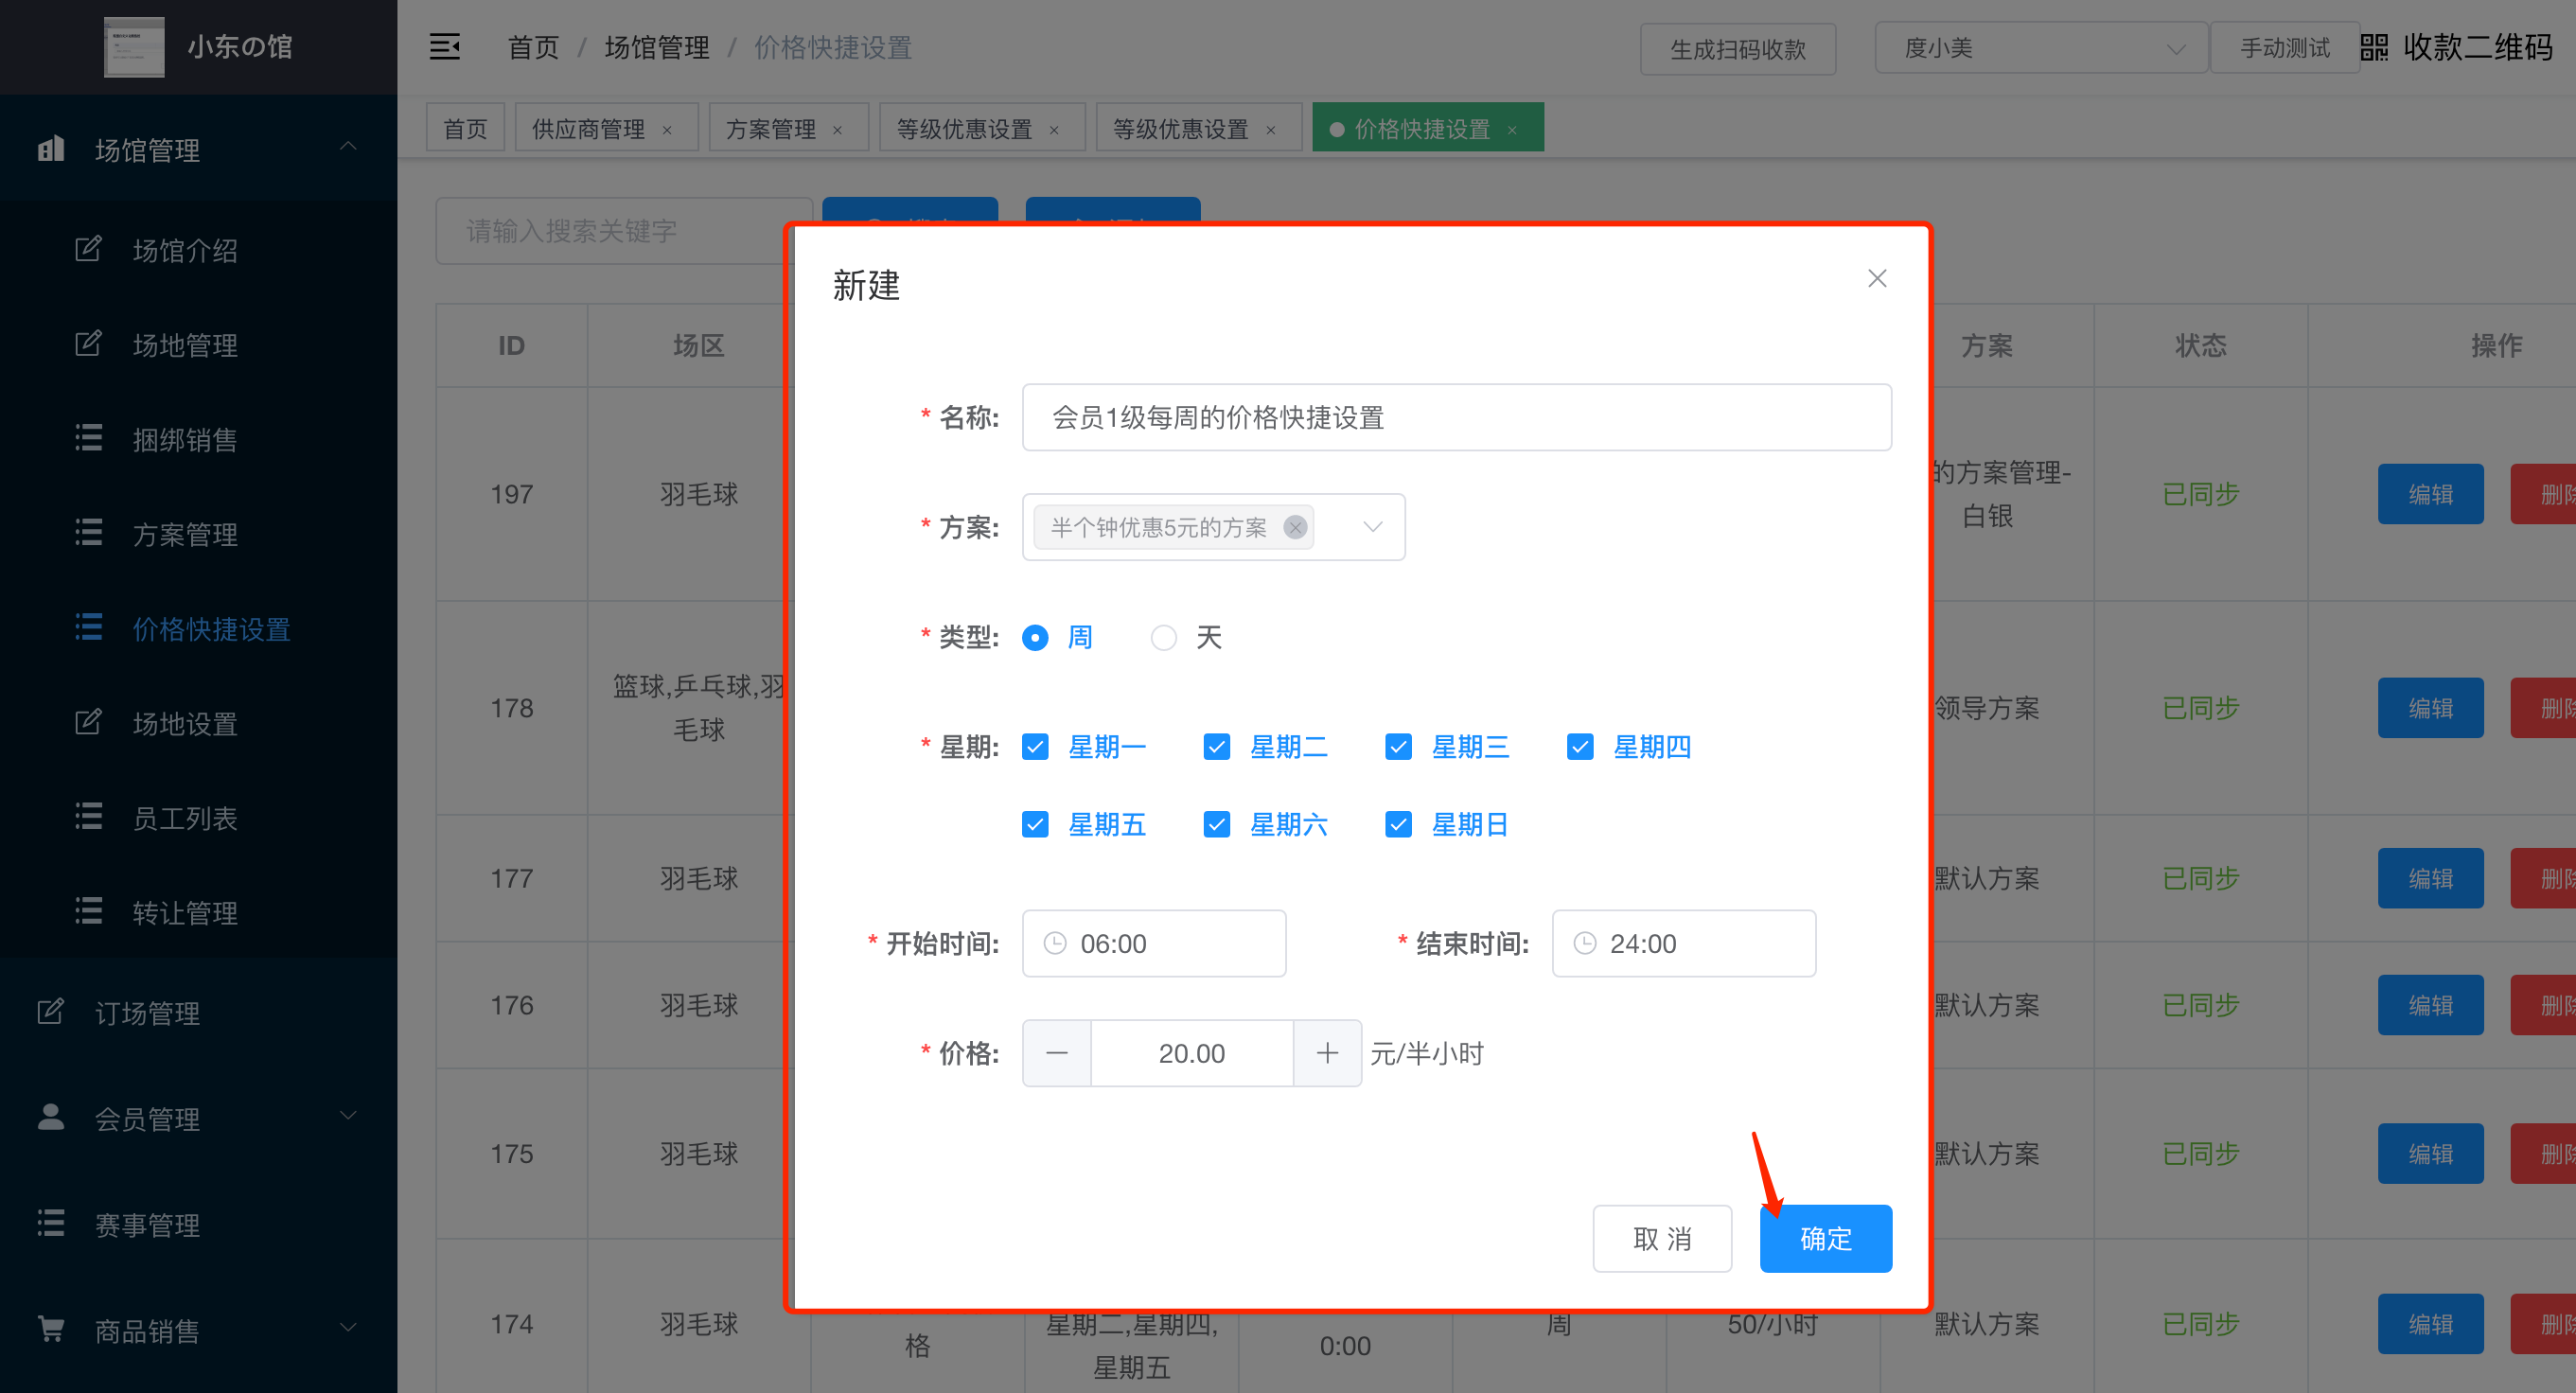 小东の馆
首页 / 场馆管理 / 价格快捷设置
生成扫码收款
度小美
手动测试
收款二维码
首页
供应商管理 ×
方案管理 ×
等级优惠设置 ×
等级优惠设置 ×
价格快捷设置 ×
场馆管理
场馆介绍
场地管理
捆绑销售
方案管理
价格快捷设置
场地设置
员工列表
转让管理
订场管理
会员管理
赛事管理
商品销售
请输入搜索关键字
ID 场区 方案 状态 操作
197 羽毛球
的方案管理-
白银
已同步 编辑
178
篮球,乒乓球,羽
毛球
领导方案 已同步 编辑
177 羽毛球 默认方案 已同步 编辑
176 羽毛球 默认方案 已同步 编辑
175 羽毛球 默认方案 已同步 编辑
174 羽毛球
格
星期二,星期四,
星期五
0:00
周
50/小时
默认方案 已同步 编辑
新建
* 名称: 会员1级每周的价格快捷设置
* 方案: 半个钟优惠5元的方案
* 类型: 周 天
* 星期: 星期一 星期二 星期三 星期四
星期五 星期六 星期日
* 开始时间: 06:00 * 结束时间: 24:00
* 价格: 20.00 元/半小时
取 消
确定